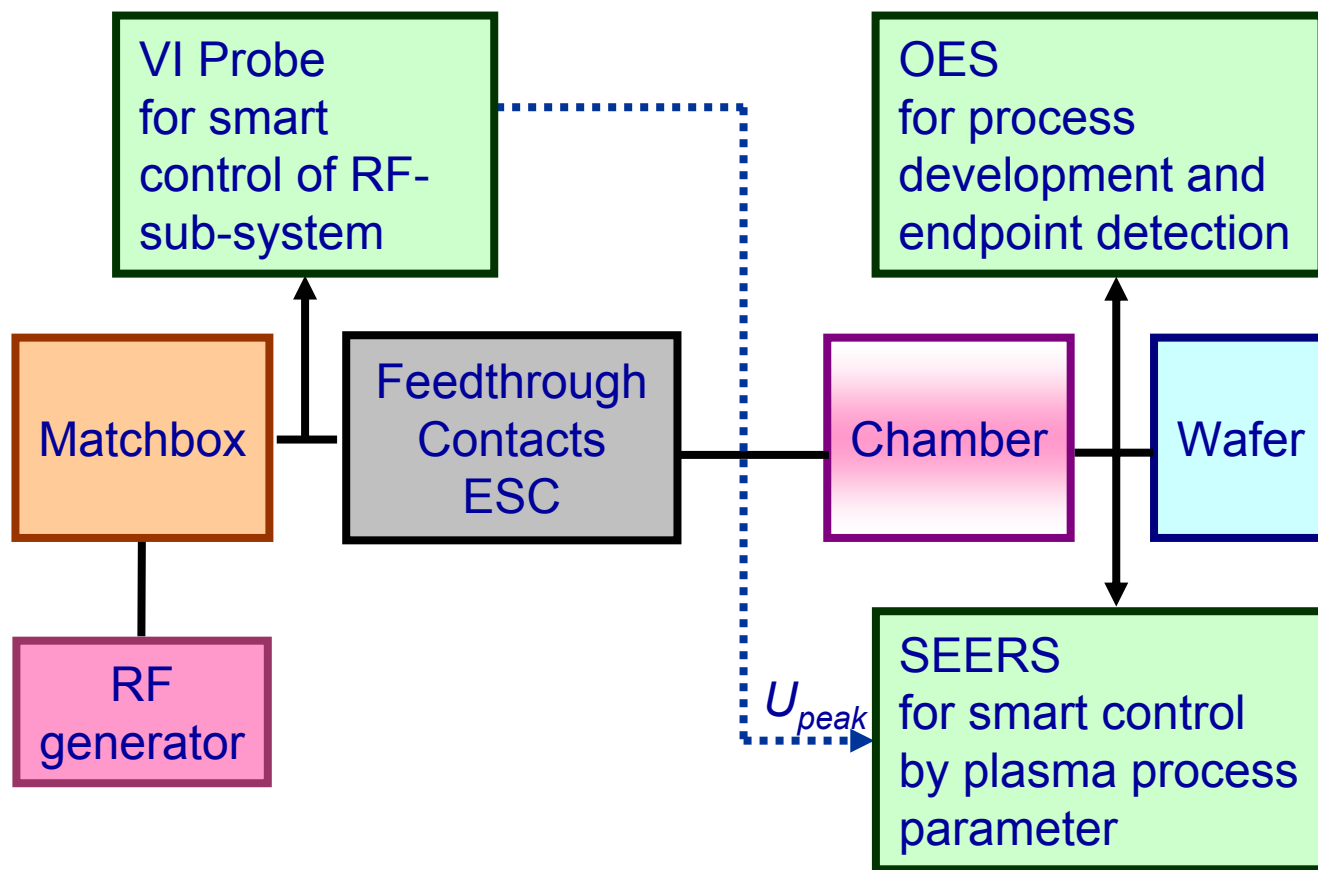 VI Probe
for smart
control of RF-
sub-system
OES
for process
development and
endpoint detection
Matchbox
Feedthrough
Contacts
ESC
Chamber
Wafer
RF
generator
U_peak
SEERS
for smart control
by plasma process
parameter